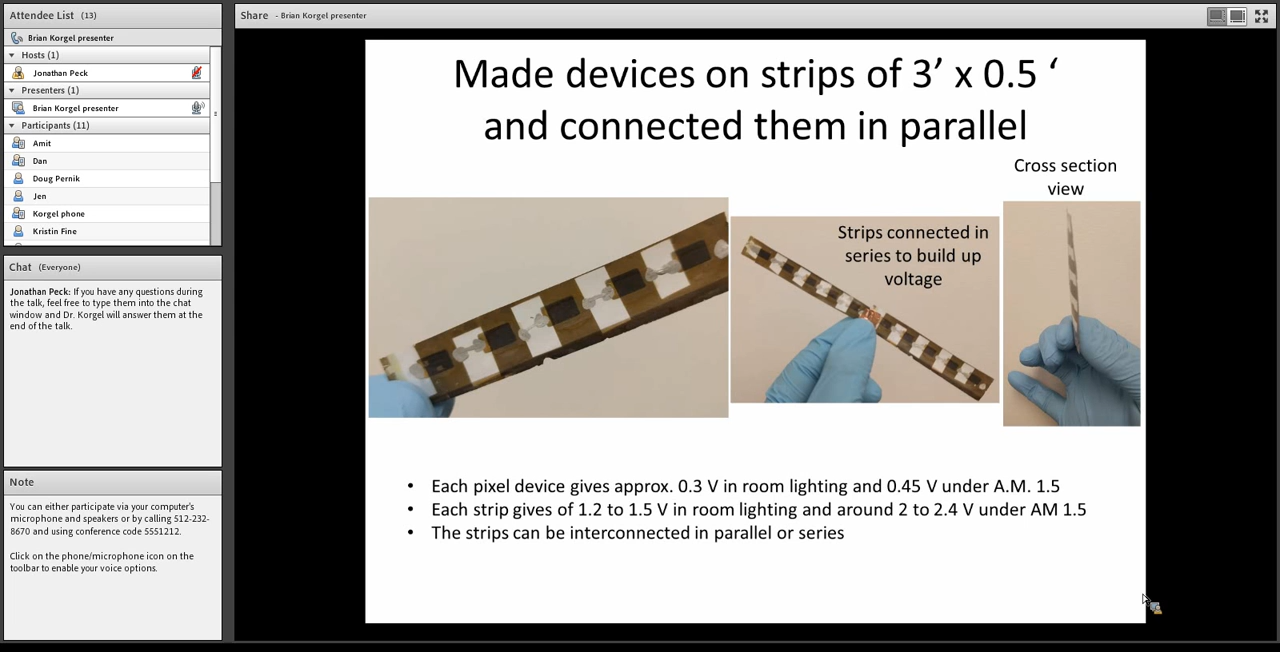 Attendee List (13)
Brian Korgel presenter
Hosts (1)
Jonathan Peck
Presenters (1)
Brian Korgel presenter
Participants (11)
Amit
Dan
Doug Pernik
Jen
Korgel phone
Kristin Fine
Chat (Everyone)
Jonathan Peck: If you have any questions during
the talk, feel free to type them into the chat
window and Dr. Korgel will answer them at the
end of the talk.
Note
You can either participate via your computer's
microphone and speakers or by calling 512-232-
8670 and using conference code 5551212.
Click on the phone/microphone icon on the
toolbar to enable your voice options.
Share - Brian Korgel presenter
Made devices on strips of 3’ x 0.5 ‘
and connected them in parallel
Cross section
view
Strips connected in
series to build up
voltage
• Each pixel device gives approx. 0.3 V in room lighting and 0.45 V under A.M. 1.5
• Each strip gives of 1.2 to 1.5 V in room lighting and around 2 to 2.4 V under AM 1.5
• The strips can be interconnected in parallel or series